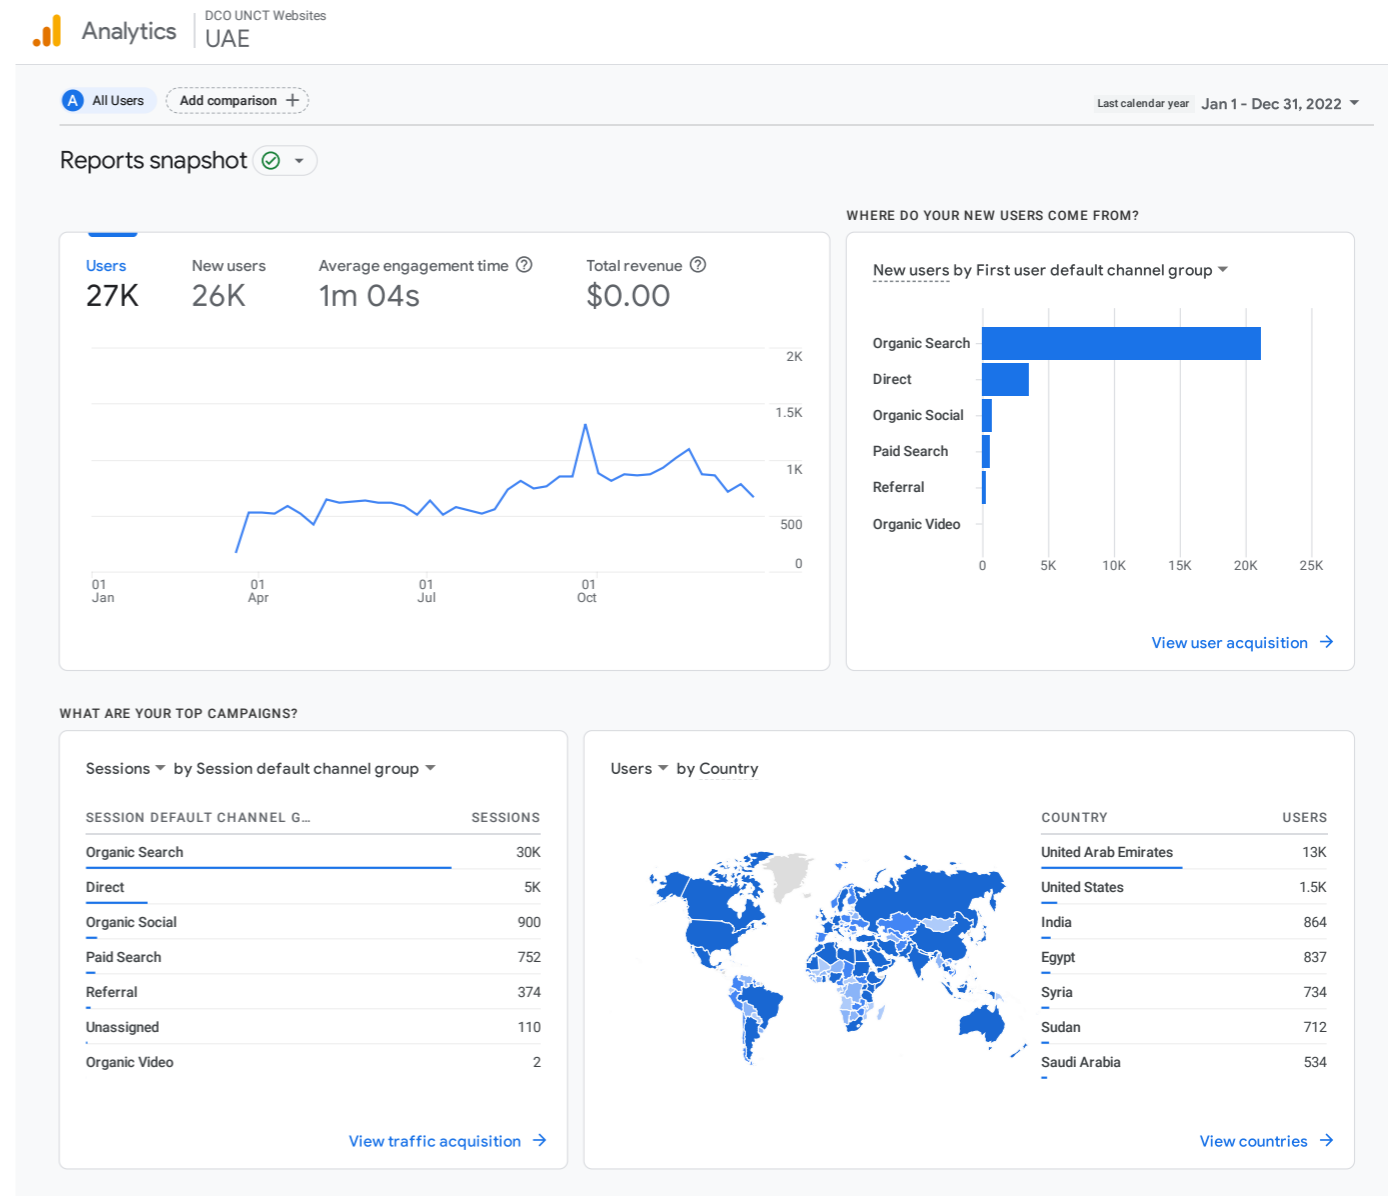 Analytics
DCO UNCT Websites
UAE
A All Users
Add comparison
Last calendar year Jan 1 - Dec 31, 2022
Reports snapshot
Users
27K
New users
26K
Average engagement time
1m 04s
Total revenue
$0.00
2K
1.5K
1K
500
0
01
Jan
01
Apr
01
Jul
01
Oct
WHERE DO YOUR NEW USERS COME FROM?
New users by First user default channel group
Organic Search
Direct
Organic Social
Paid Search
Referral
Organic Video
0 5K 10K 15K 20K 25K
View user acquisition
WHAT ARE YOUR TOP CAMPAIGNS?
Sessions by Session default channel group
SESSION DEFAULT CHANNEL G... SESSIONS
Organic Search 30K
Direct 5K
Organic Social 900
Paid Search 752
Referral 374
Unassigned 110
Organic Video 2
View traffic acquisition
Users by Country
COUNTRY USERS
United Arab Emirates 13K
United States 1.5K
India 864
Egypt 837
Syria 734
Sudan 712
Saudi Arabia 534
View countries